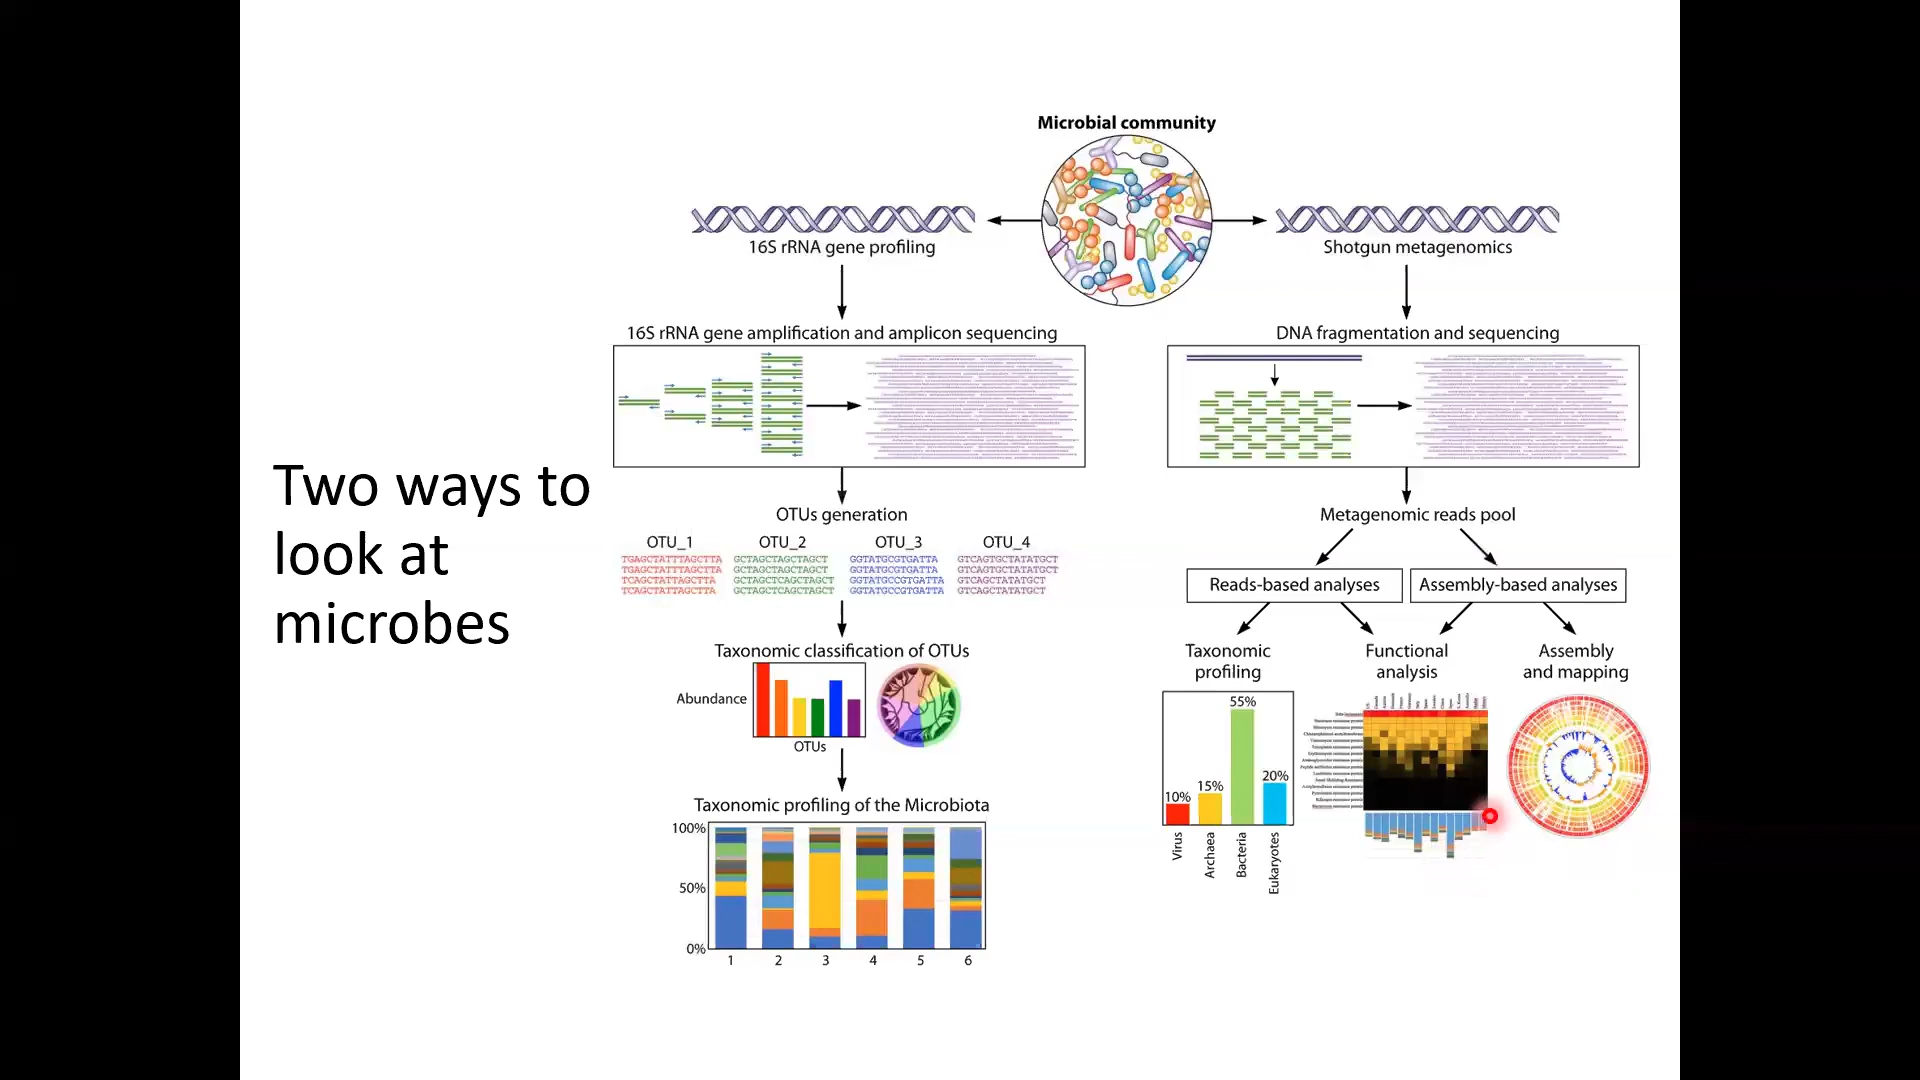 Two ways to
look at
microbes
Microbial community
16S rRNA gene profiling
16S rRNA gene amplification and amplicon sequencing
OTUs generation
OTU_1 OTU_2 OTU_3 OTU_4
TGAGCTATTTAGCTTA GCTAGCTAGCTAGCT GGTATGCGTGATTA GTCAGTGCTATATGCT
TGAGCTATTTAGCTTA GCTAGCTAGCTAGCT GGTATGCGTGATTA GTCAGTGCTATATGCT
TCAGCTATTAGCTTA GCTAGCTCAGCTAGCT GGTATGCCGTGATTA GTCAGCTATATGCT
TCAGCTATTAGCTTA GCTAGCTCAGCTAGCT GGTATGCCGTGATTA GTCAGCTATATGCT
Taxonomic classification of OTUs
Abundance
OTUs
Taxonomic profiling of the Microbiota
100%
50%
0%
1 2 3 4 5 6
Shotgun metagenomics
DNA fragmentation and sequencing
Metagenomic reads pool
Reads-based analyses
Assembly-based analyses
Taxonomic
profiling
10%
15%
55%
20%
Virus
Archaea
Bacteria
Eukaryotes
Functional
analysis
Assembly
and mapping